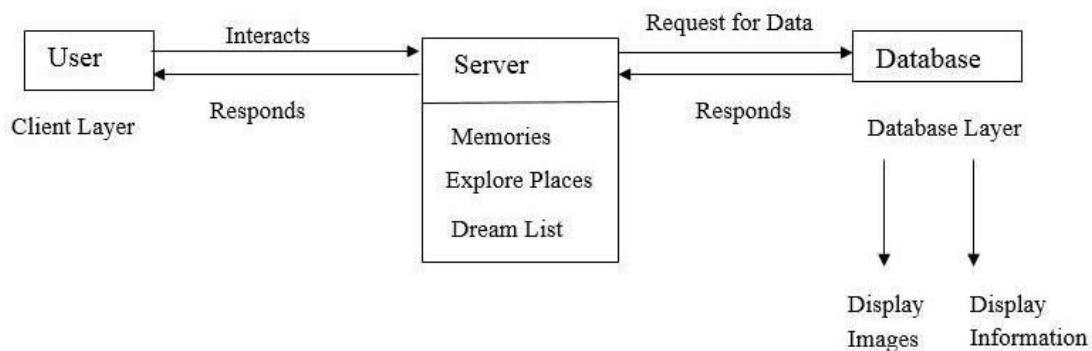 User
Client Layer
Interacts
Responds
Server
Memories
Explore Places
Dream List
Request for Data
Responds
Database
Database Layer
Display
Images
Display
Information